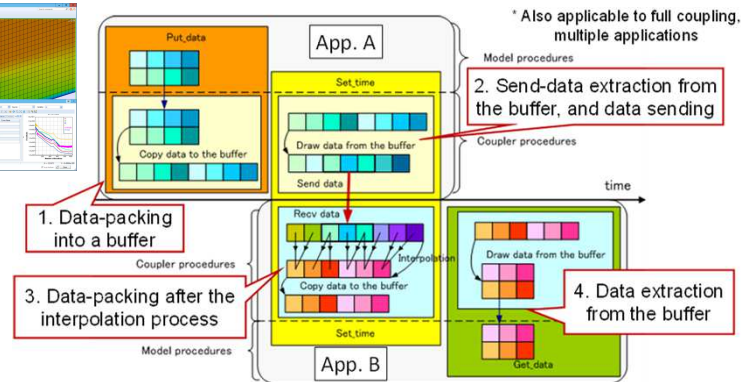 * Also applicable to full coupling,
multiple applications
Put_data
App. A
Model procedures
Set_time
2. Send-data extraction from
the buffer, and data sending
Copy data to the buffer
Draw data from the buffer
Send data
Coupler procedures
time
1. Data-packing
into a buffer
Recv data
Interpolation
Coupler procedures
Copy data to the buffer
Draw data from the buffer
3. Data-packing after the
interpolation process
4. Data extraction
from the buffer
Set_time
Model procedures
App. B
Get_data